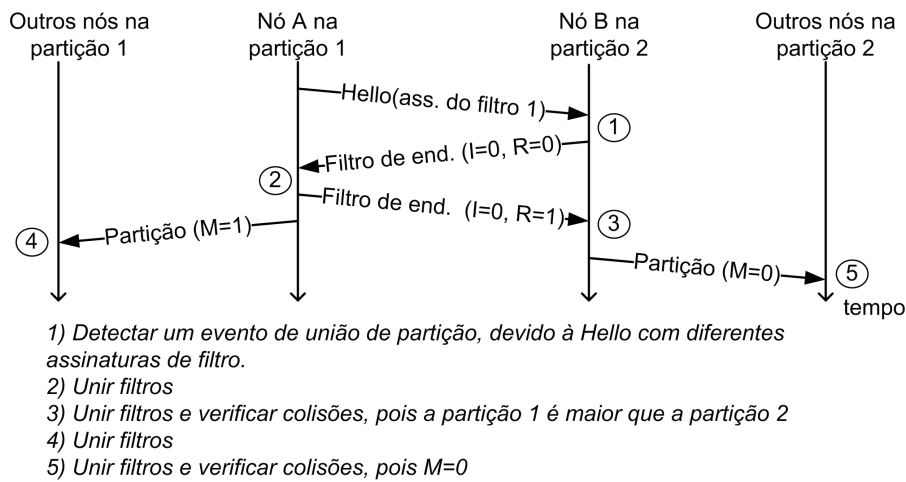 Outros nós na
partição 1
Nó A na
partição 1
Nó B na
partição 2
Outros nós na
partição 2
Hello(ass. do filtro 1)
1
Filtro de end. (I=0, R=0)
2
Filtro de end. (I=0, R=1)
3
Partição (M=1)
4
Partição (M=0)
5
tempo
1) Detectar um evento de união de partição, devido à Hello com diferentes
assinaturas de filtro.
2) Unir filtros
3) Unir filtros e verificar colisões, pois a partição 1 é maior que a partição 2
4) Unir filtros
5) Unir filtros e verificar colisões, pois M=0